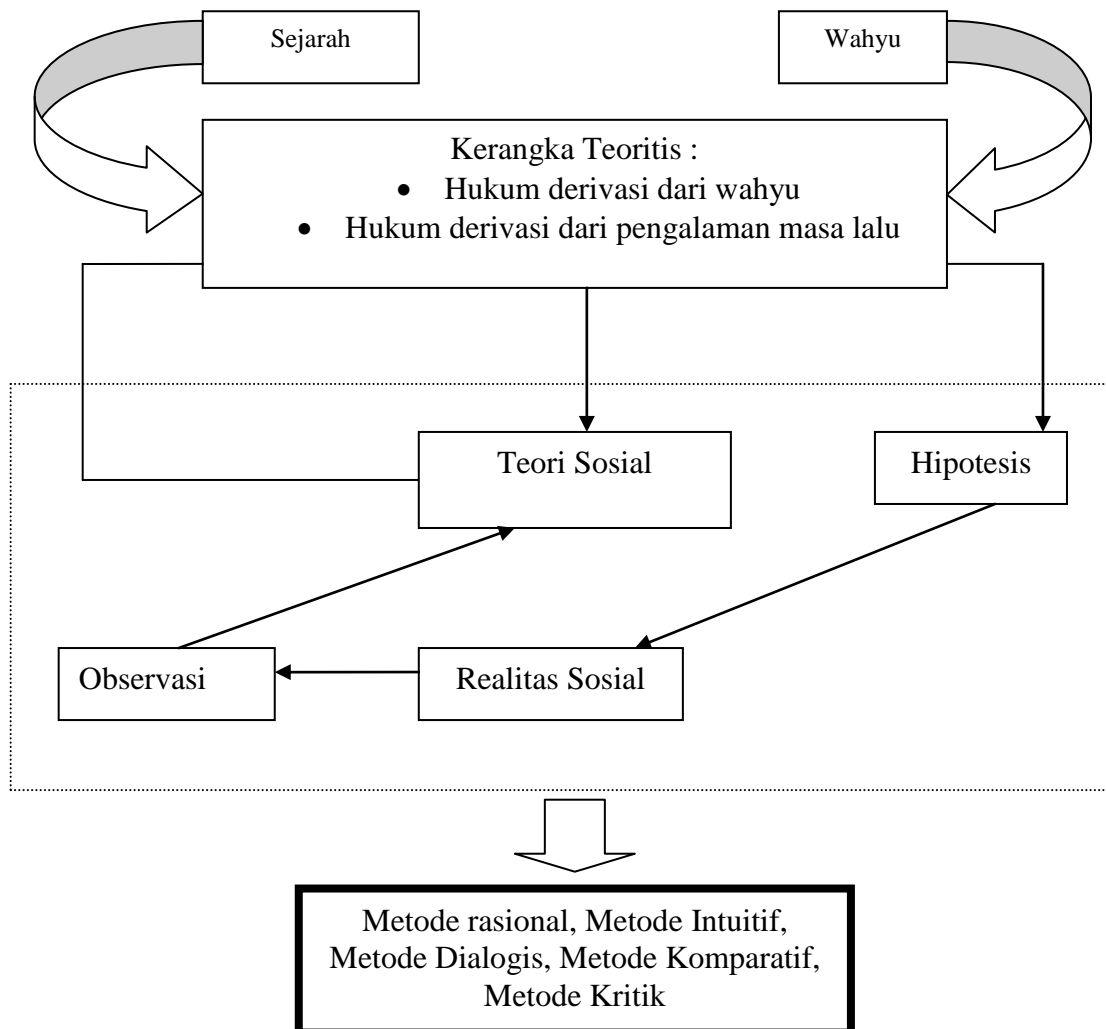 Sejarah
Wahyu
Kerangka Teoritis :
• Hukum derivasi dari wahyu
• Hukum derivasi dari pengalaman masa lalu
Teori Sosial
Hipotesis
Observasi
Realitas Sosial
Metode rasional, Metode Intuitif,
Metode Dialogis, Metode Komparatif,
Metode Kritik